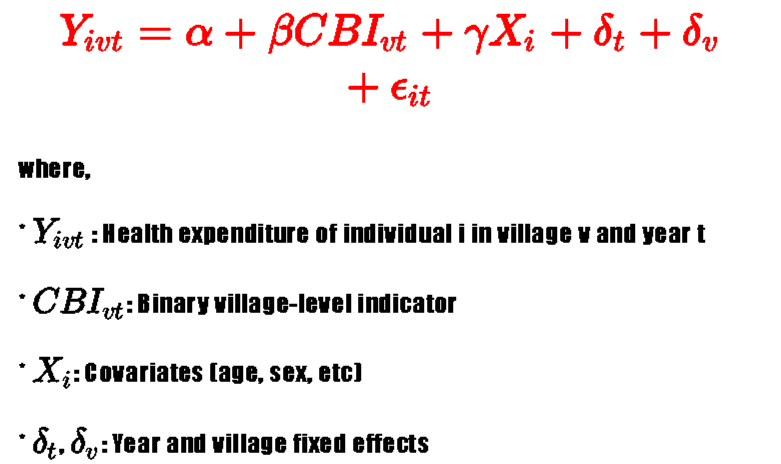 Y_{ivt} = α + βCBI_{vt} + γX_i + δ_t + δ_v
+ ϵ_{it}
where,
* Y_{ivt} : Health expenditure of individual i in village v and year t
* CBI_{vt}: Binary village-level indicator
* X_i: Covariates (age, sex, etc)
* δ_t, δ_v: Year and village fixed effects